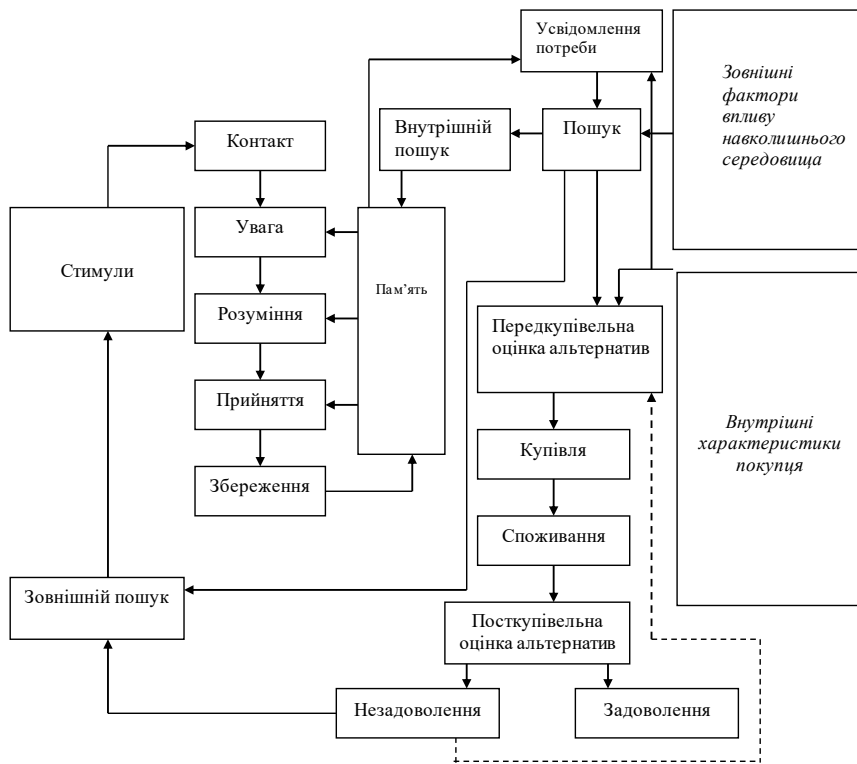 Усвідомлення
потреби
Зовнішні
фактори
впливу
навколишнього
середовища
Контакт
Внутрішній
пошук
Пошук
Увага
Стимули
Пам’ять
Розуміння
Передкупівельна
оцінка альтернатив
Прийняття
Внутрішні
характеристики
покупця
Купівля
Збереження
Споживання
Зовнішній пошук
Посткупівельна
оцінка альтернатив
Незадоволення
Задоволення